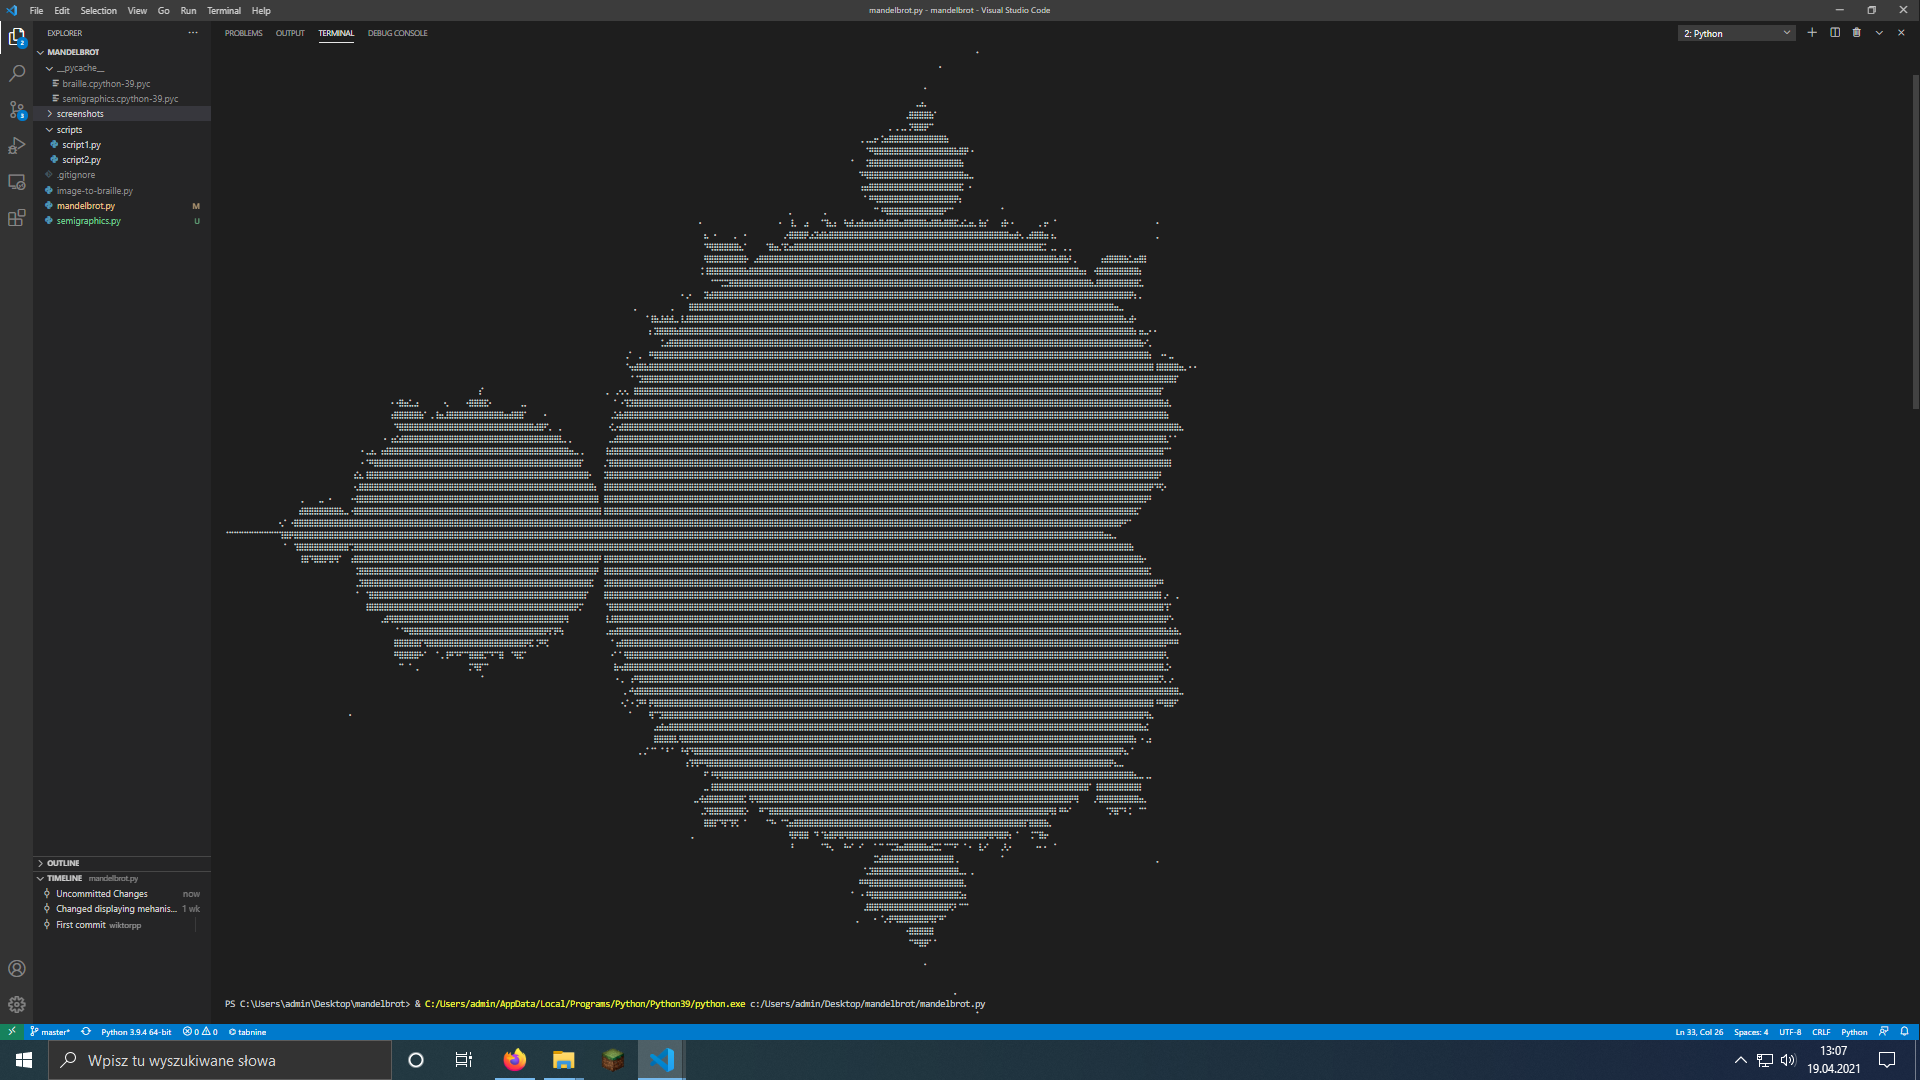 File Edit Selection View Go Run Terminal Help
mandelbrot.py - mandelbrot - Visual Studio Code
EXPLORER
PROBLEMS OUTPUT TERMINAL DEBUG CONSOLE
2: Python
MANDELBROT
__pycache__
braille.cpython-39.pyc
semigraphics.cpython-39.pyc
screenshots
scripts
script1.py
script2.py
.gitignore
image-to-braille.py
mandelbrot.py M
semigraphics.py U
OUTLINE
TIMELINE mandelbrot.py
Uncommitted Changes now
Changed displaying mehanis... 1 wk
First commit wiktorpp
PS C:\Users\admin\Desktop\mandelbrot> & C:/Users/admin/AppData/Local/Programs/Python/Python39/python.exe c:/Users/admin/Desktop/mandelbrot/mandelbrot.py
master* Python 3.9.4 64-bit 0 0 tabnine
Ln 33, Col 26 Spaces: 4 UTF-8 CRLF Python
Wpisz tu wyszukiwane słowa
13:07
19.04.2021
2
3